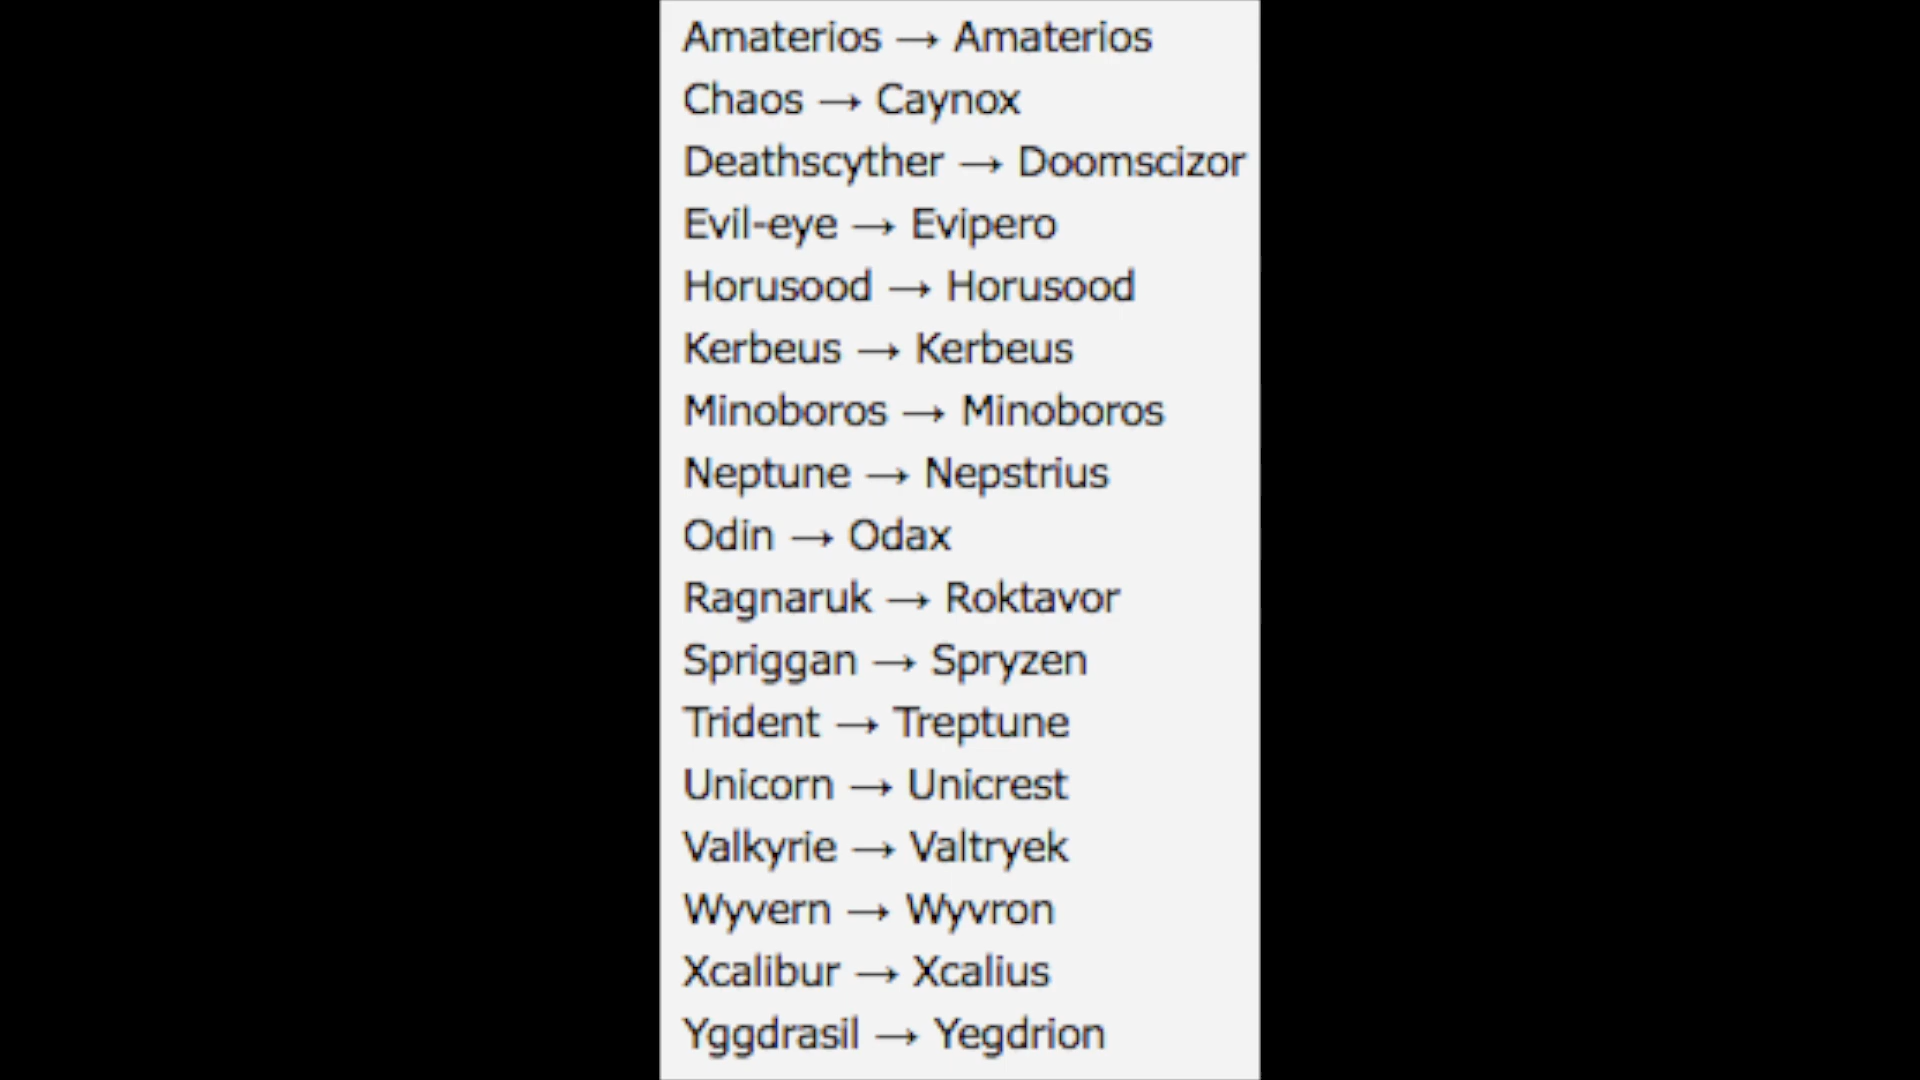 Amaterios → Amaterios
Chaos → Caynox
Deathscyther → Doomscizor
Evil-eye → Evipero
Horusood → Horusood
Kerbeus → Kerbeus
Minoboros → Minoboros
Neptune → Nepstrius
Odin → Odax
Ragnaruk → Roktavor
Spriggan → Spryzen
Trident → Treptune
Unicorn → Unicrest
Valkyrie → Valtryek
Wyvern → Wyvron
Xcalibur → Xcalius
Yggdrasil → Yegdrion